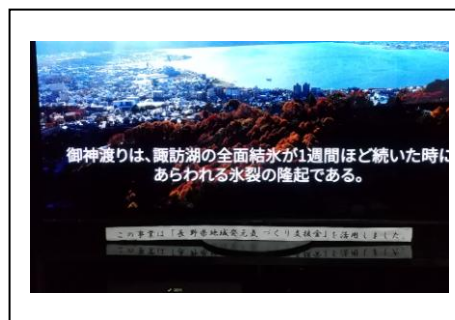 御神渡りは、諏訪湖の全面結氷が1週間ほど続いた時に
あらわれる氷裂の隆起である。
この事業は「長野県地域発元気づくり支援金」を活用しました。